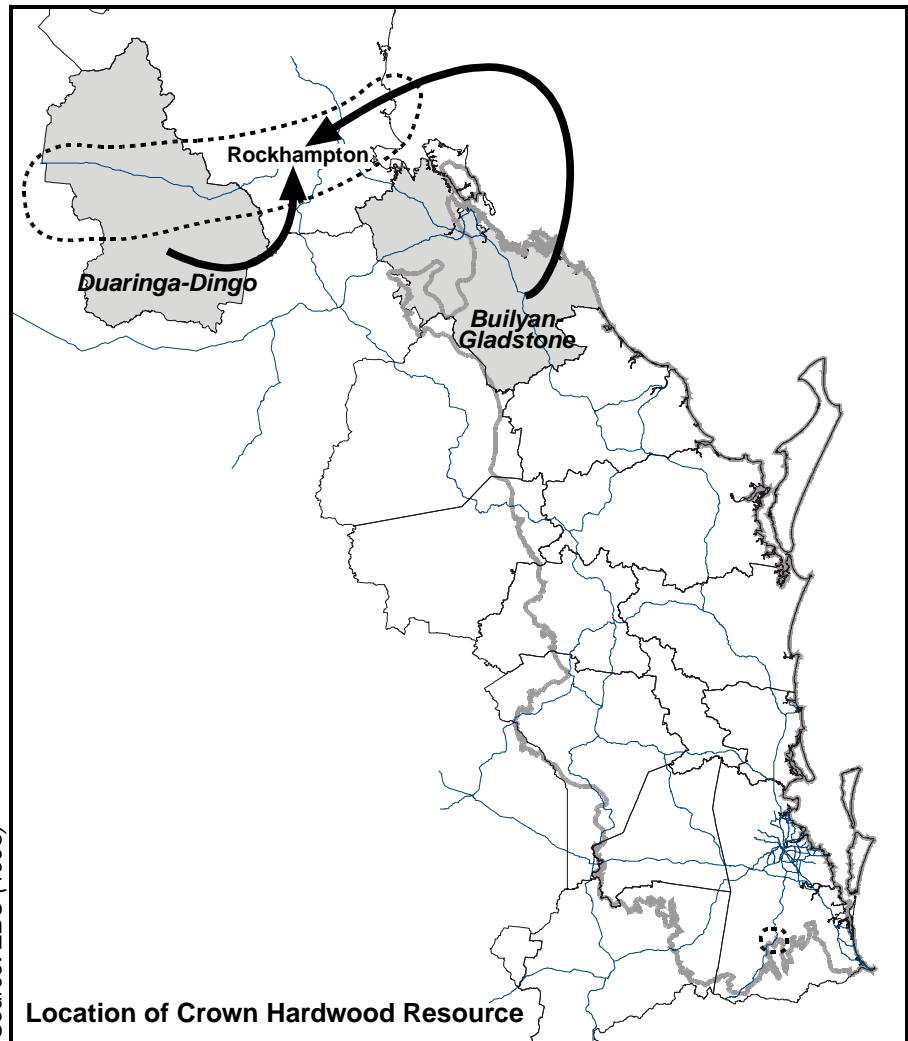 Rockhampton
Duaringa-Dingo
Builyan-
Gladstone
Location of Crown Hardwood Resource